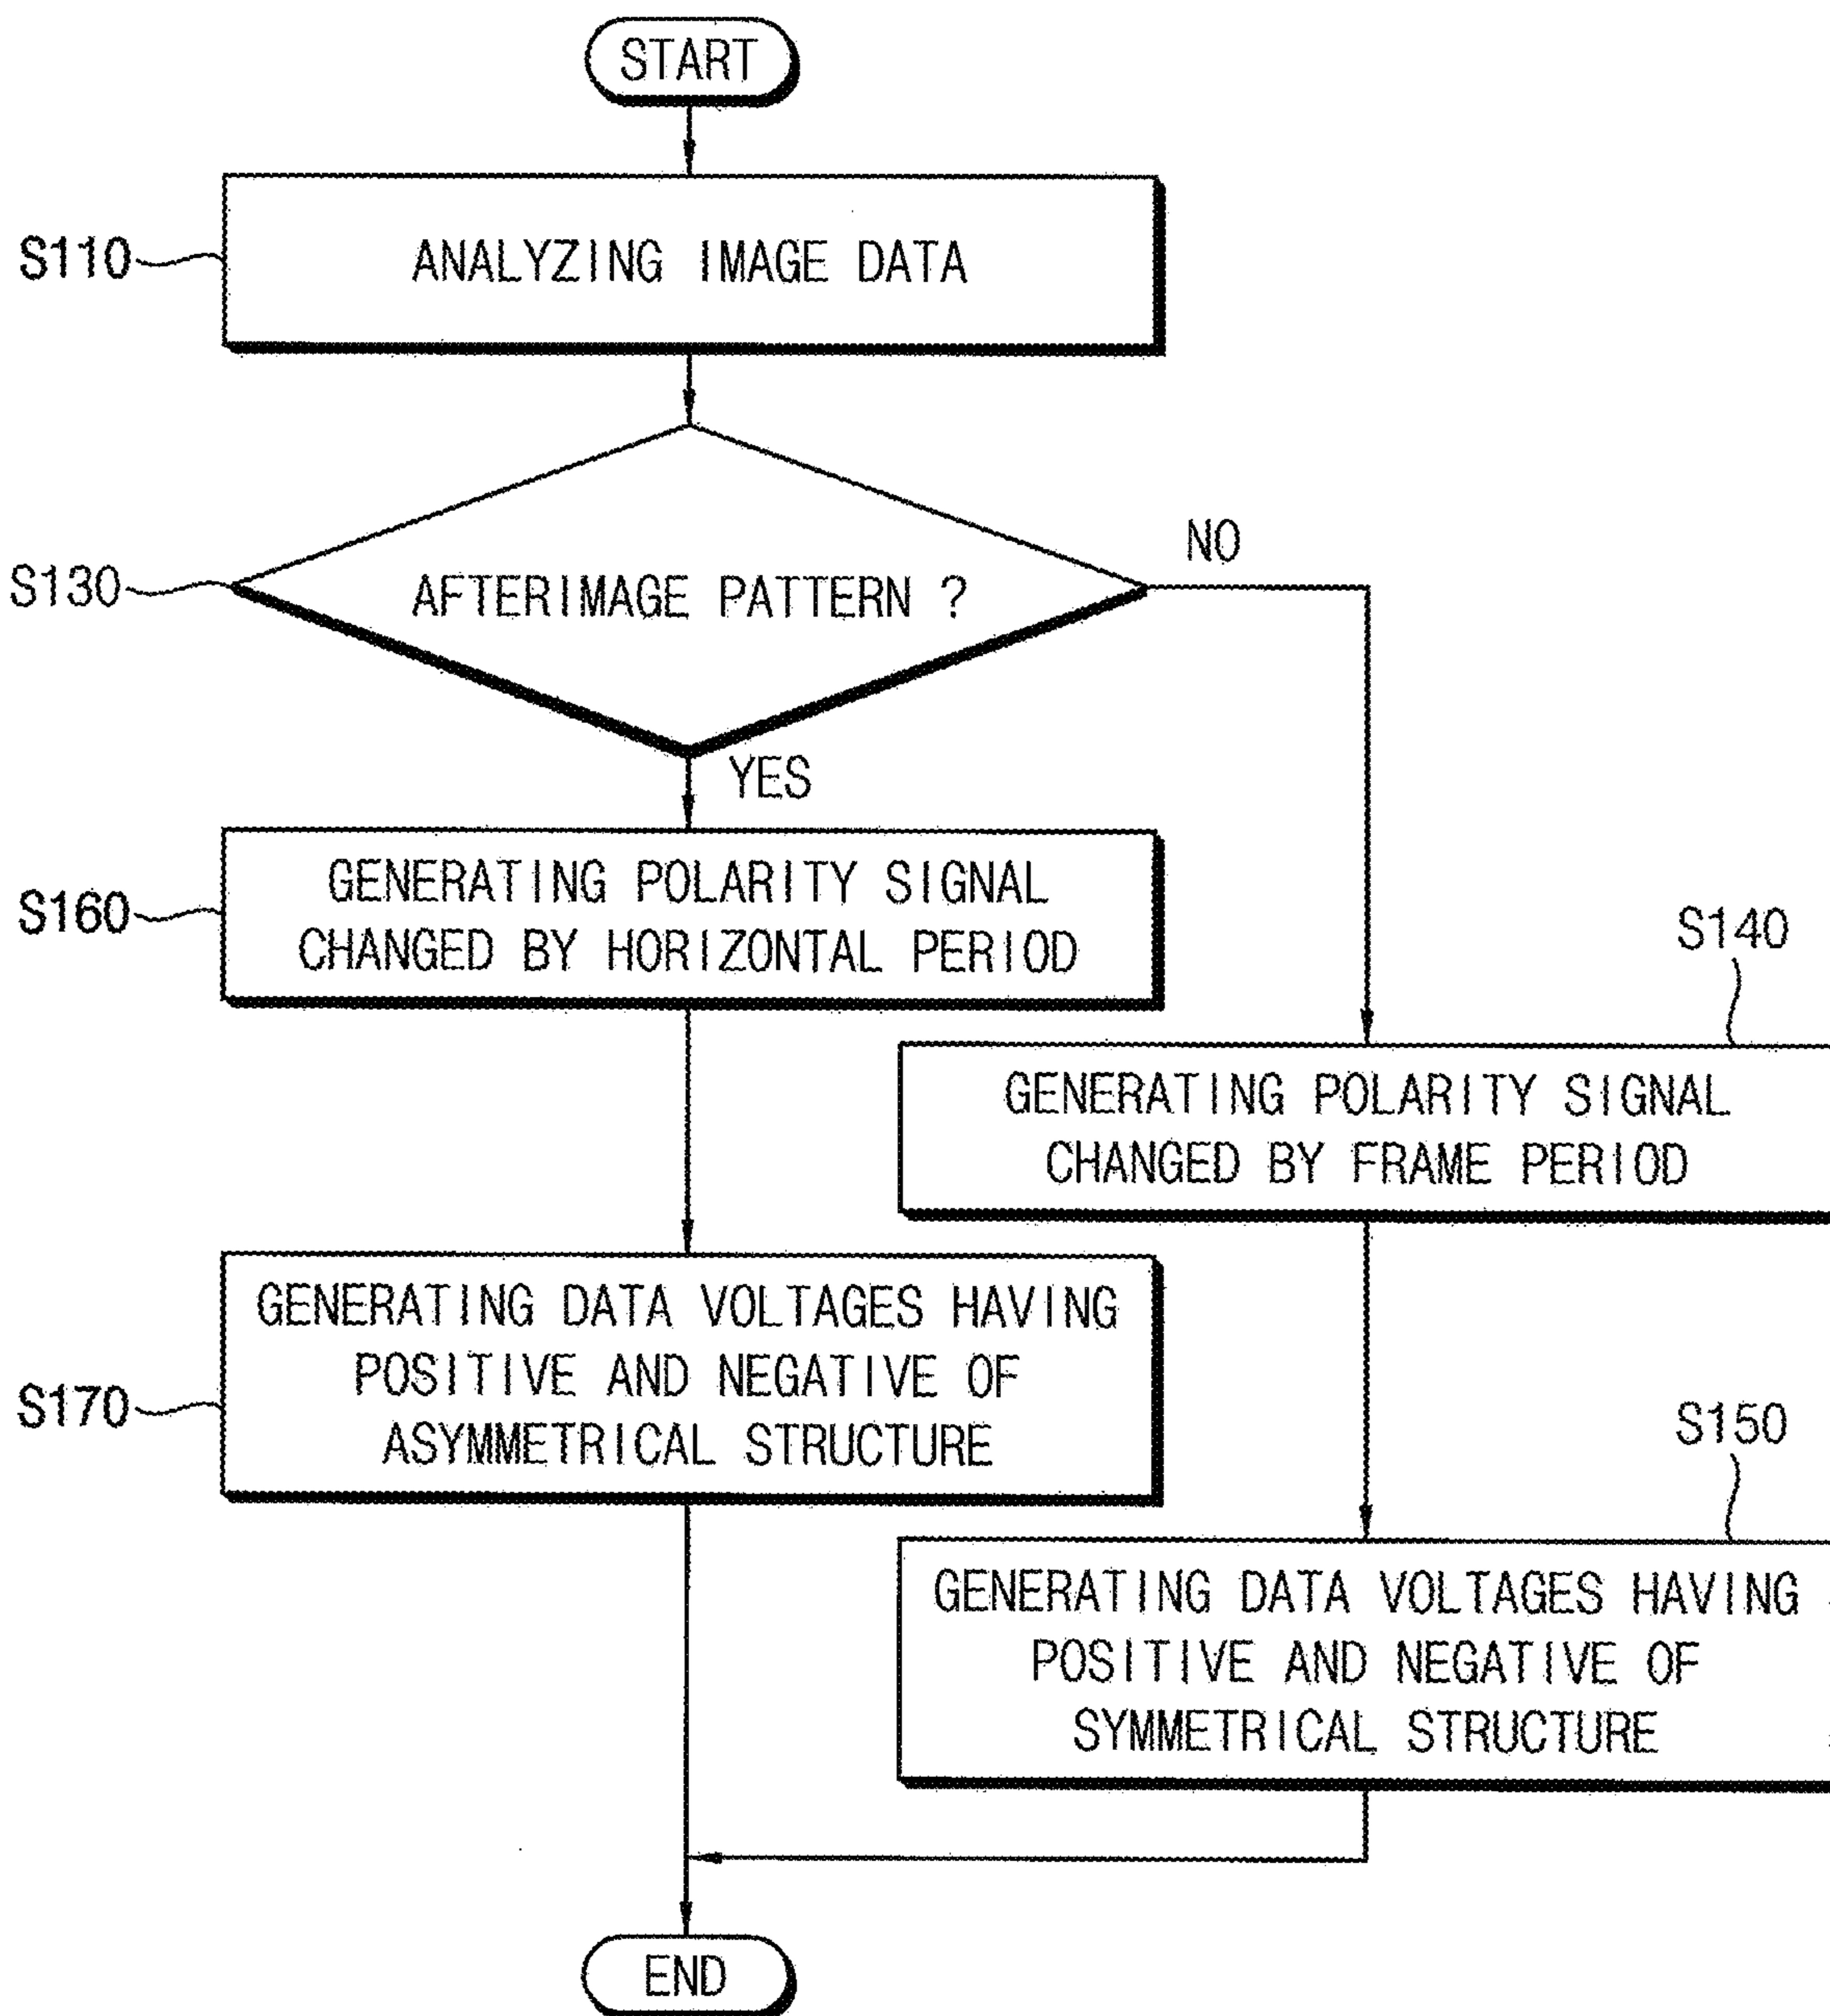 START
S110
ANALYZING IMAGE DATA
S130
AFTERIMAGE PATTERN ?
NO
YES
S160
GENERATING POLARITY SIGNAL
CHANGED BY HORIZONTAL PERIOD
S140
GENERATING POLARITY SIGNAL
CHANGED BY FRAME PERIOD
S170
GENERATING DATA VOLTAGES HAVING
POSITIVE AND NEGATIVE OF
ASYMMETRICAL STRUCTURE
S150
GENERATING DATA VOLTAGES HAVING
POSITIVE AND NEGATIVE OF
SYMMETRICAL STRUCTURE
END